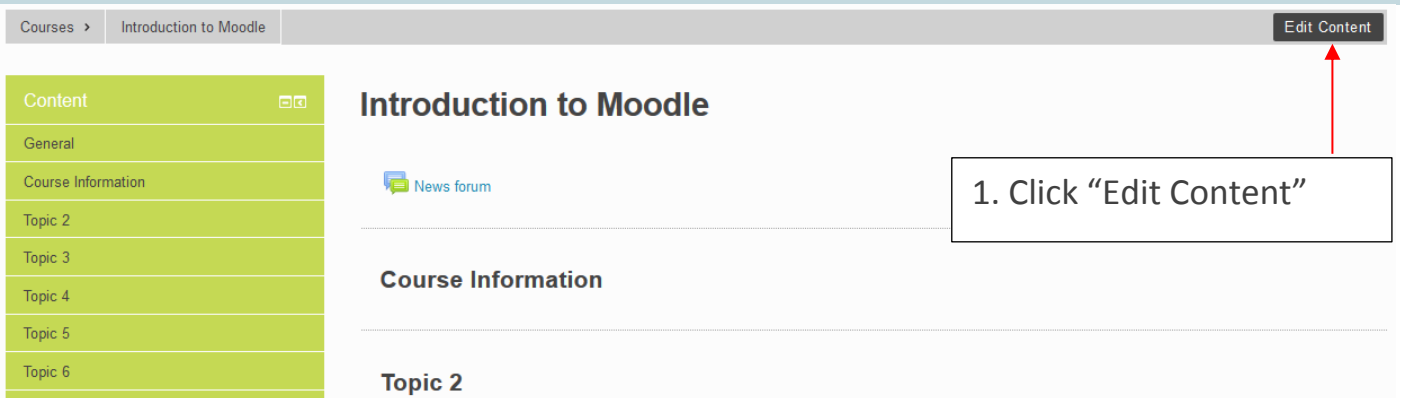 Courses > Introduction to Moodle
Edit Content
Content
General
Course Information
Topic 2
Topic 3
Topic 4
Topic 5
Topic 6
Introduction to Moodle
News forum
1. Click “Edit Content”
Course Information
Topic 2